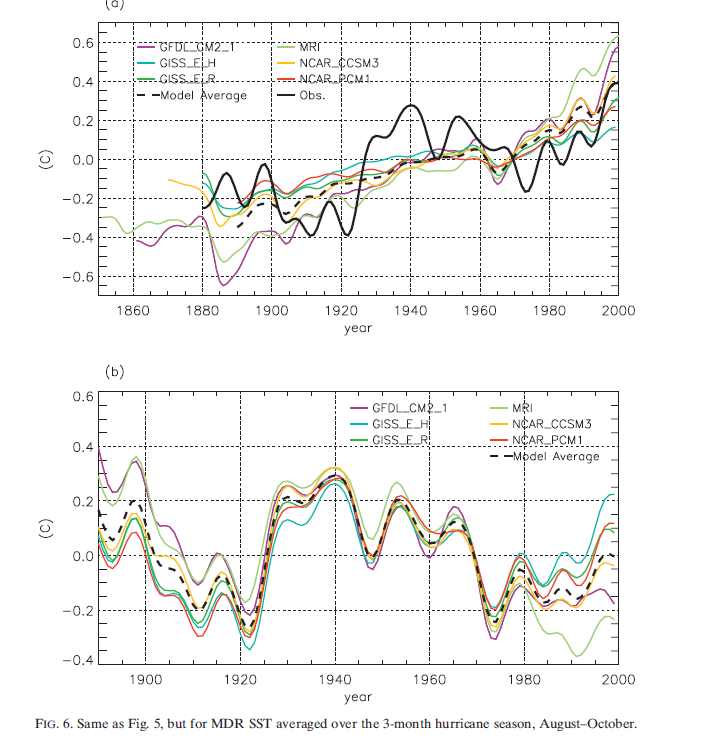 (a)
0.6
0.4
0.2
0.0
−0.2
−0.4
−0.6
(C)
GFDL_CM2_1
GISS_E_H
GISS_E_R
Model Average
MRI
NCAR_CCSM3
NCAR_PCM1
Obs.
1860 1880 1900 1920 1940 1960 1980 2000
year
(b)
0.6
0.4
0.2
0.0
−0.2
−0.4
(C)
GFDL_CM2_1
GISS_E_H
GISS_E_R
MRI
NCAR_CCSM3
NCAR_PCM1
Model Average
1900 1920 1940 1960 1980 2000
year
FIG. 6. Same as Fig. 5, but for MDR SST averaged over the 3-month hurricane season, August–October.